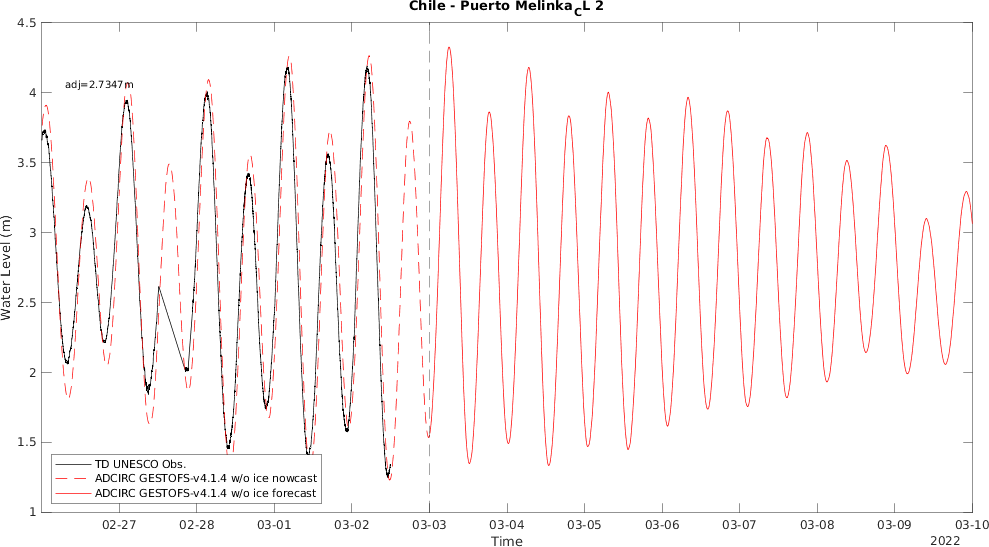 Chile - Puerto Melinka_CL 2
4.5
4
3.5
3
2.5
2
1.5
1
Water Level (m)
adj=2.7347m
TD UNESCO Obs.
ADCIRC GESTOFS-v4.1.4 w/o ice nowcast
ADCIRC GESTOFS-v4.1.4 w/o ice forecast
02-27 02-28 03-01 03-02 03-03 03-04 03-05 03-06 03-07 03-08 03-09 03-10
Time
2022